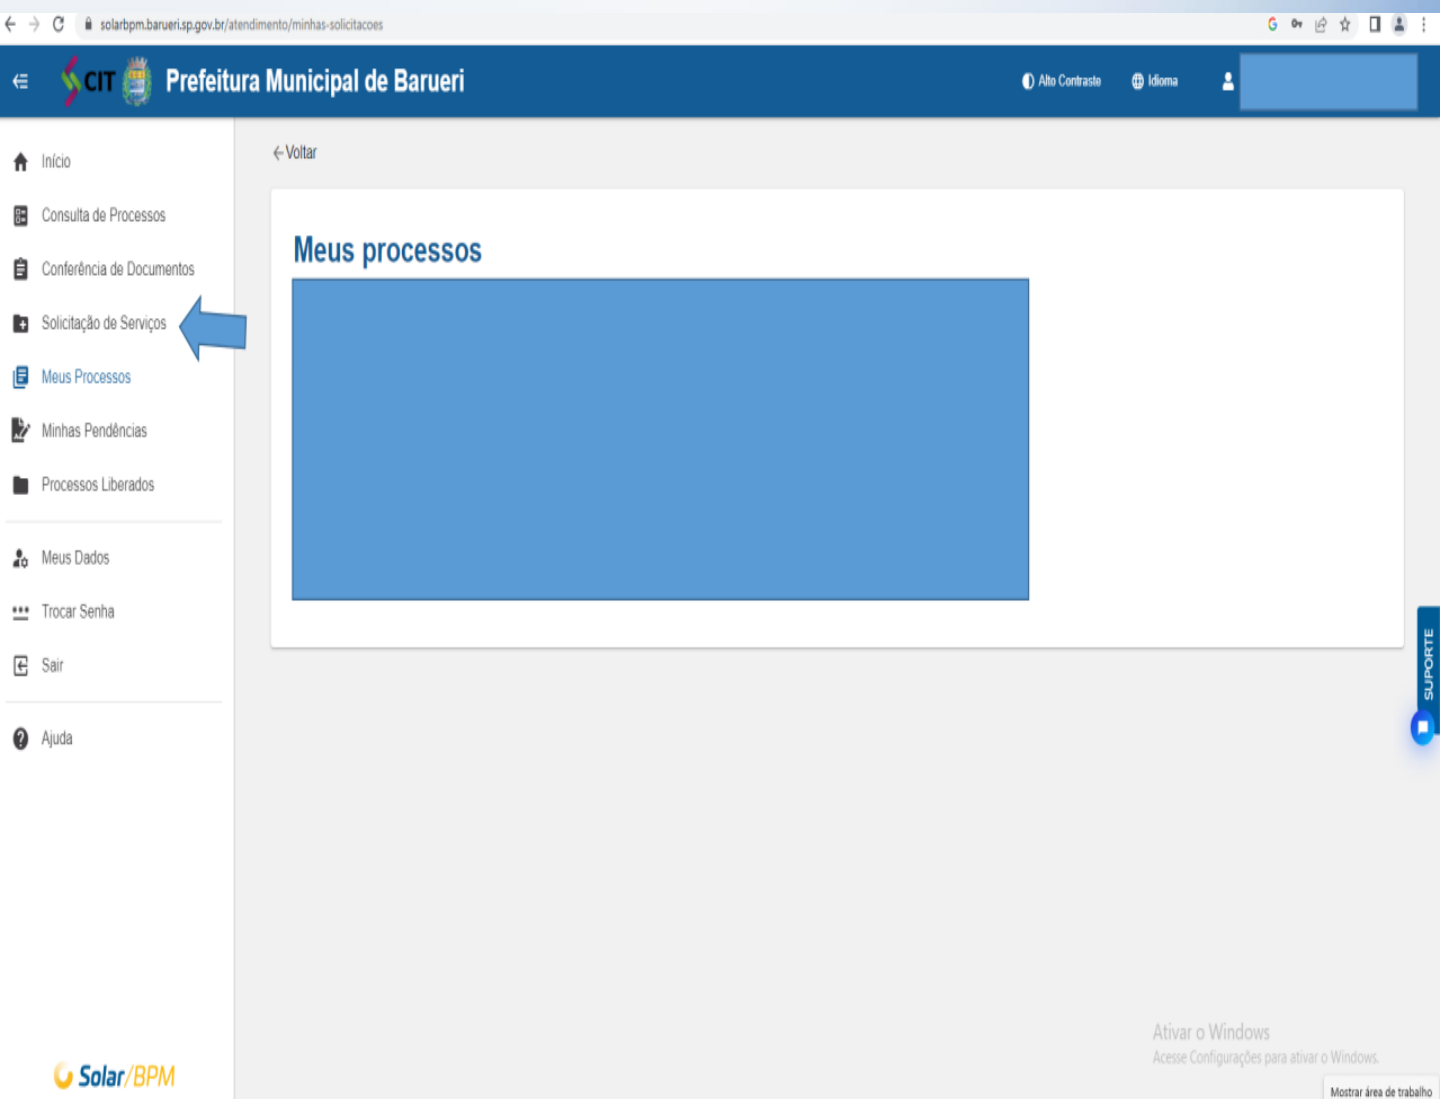 solarbpm.barueri.sp.gov.br/atendimento/minhas-solicitacoes
CIT
Prefeitura Municipal de Barueri
Alto Contraste
Idioma
Início
Consulta de Processos
Conferência de Documentos
Solicitação de Serviços
Meus Processos
Minhas Pendências
Processos Liberados
Meus Dados
Trocar Senha
Sair
Ajuda
Solar/BPM
Voltar
Meus processos
SUPORTE
Ativar o Windows
Acesse Configurações para ativar o Windows.
Mostrar área de trabalho